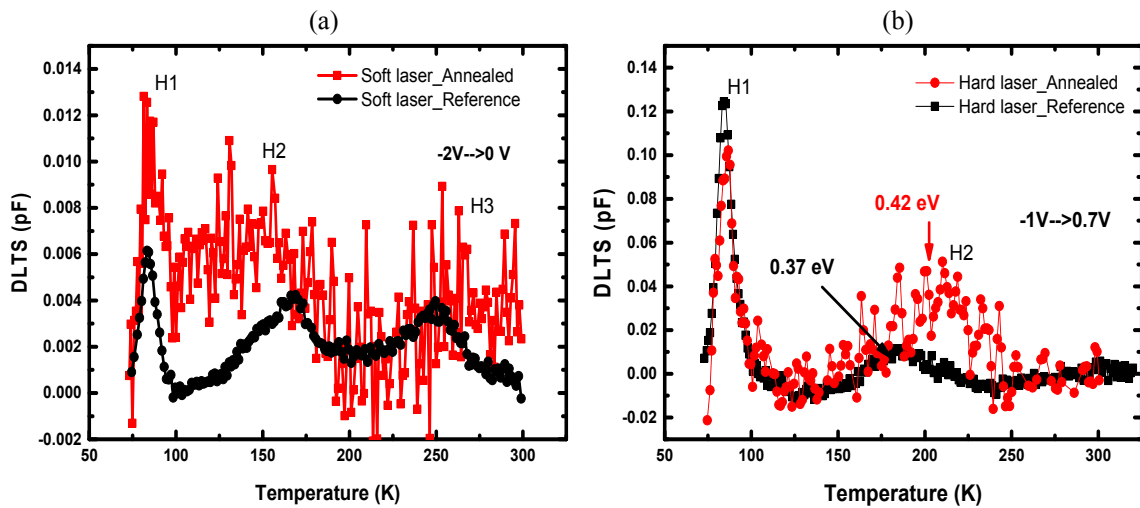 (a)
0.014
0.012
0.010
0.008
0.006
0.004
0.002
0.000
-0.002
DLTS (pF)
H1
H2
H3
Soft laser_Annealed
Soft laser_Reference
-2V-->0 V
50 100 150 200 250 300
Temperature (K)
(b)
0.14
0.12
0.10
0.08
0.06
0.04
0.02
0.00
-0.02
DLTS (pF)
H1
Hard laser_Annealed
Hard laser_Reference
0.42 eV
-1V-->0.7V
H2
0.37 eV
50 100 150 200 250 300
Temperature (K)